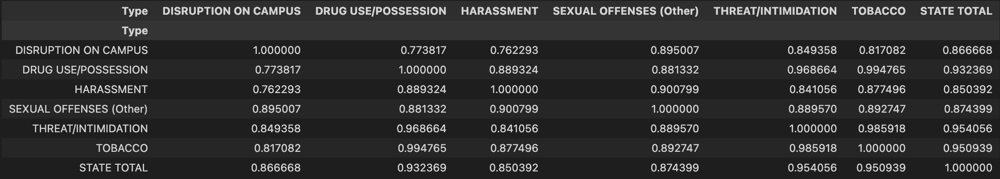 Type DISRUPTION ON CAMPUS DRUG USE/POSSESSION HARASSMENT SEXUAL OFFENSES (Other) THREAT/INTIMIDATION TOBACCO STATE TOTAL
Type
DISRUPTION ON CAMPUS 1.000000 0.773817 0.762293 0.895007 0.849358 0.817082 0.866668
DRUG USE/POSSESSION 0.773817 1.000000 0.889324 0.881332 0.968664 0.994765 0.932369
HARASSMENT 0.762293 0.889324 1.000000 0.900799 0.841056 0.877496 0.850392
SEXUAL OFFENSES (Other) 0.895007 0.881332 0.900799 1.000000 0.889570 0.892747 0.874399
THREAT/INTIMIDATION 0.849358 0.968664 0.841056 0.889570 1.000000 0.985918 0.954056
TOBACCO 0.817082 0.994765 0.877496 0.892747 0.985918 1.000000 0.950939
STATE TOTAL 0.866668 0.932369 0.850392 0.874399 0.954056 0.950939 1.000000